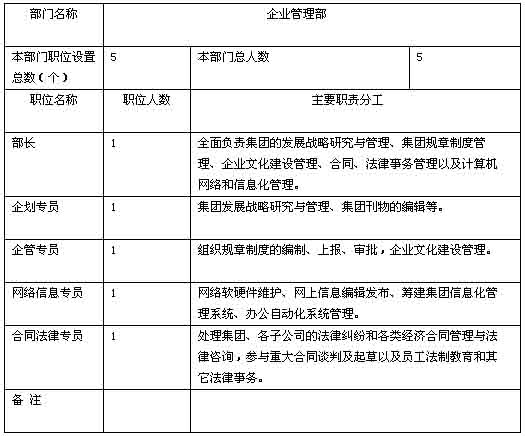 部门名称 企业管理部
本部门职位设置 5 本部门总人数 5
总数（个）
职位名称 职位人数 主要职责分工
部长 1 全面负责集团的发展战略研究与管理、集团规章制度管
理、企业文化建设管理、合同、法律事务管理以及计算机
网络和信息化管理。
企划专员 1 集团发展战略研究与管理、集团刊物的编辑等。
企管专员 1 组织规章制度的编制、上报、审批，企业文化建设管理。
网络信息专员 1 网络软硬件维护、网上信息编辑发布、筹建集团信息化管
理系统、办公自动化系统管理。
合同法律专员 1 处理集团、各子公司的法律纠纷和各类经济合同管理与法
律咨询，参与重大合同谈判及起草以及员工法制教育和其
它法律事务。
备 注